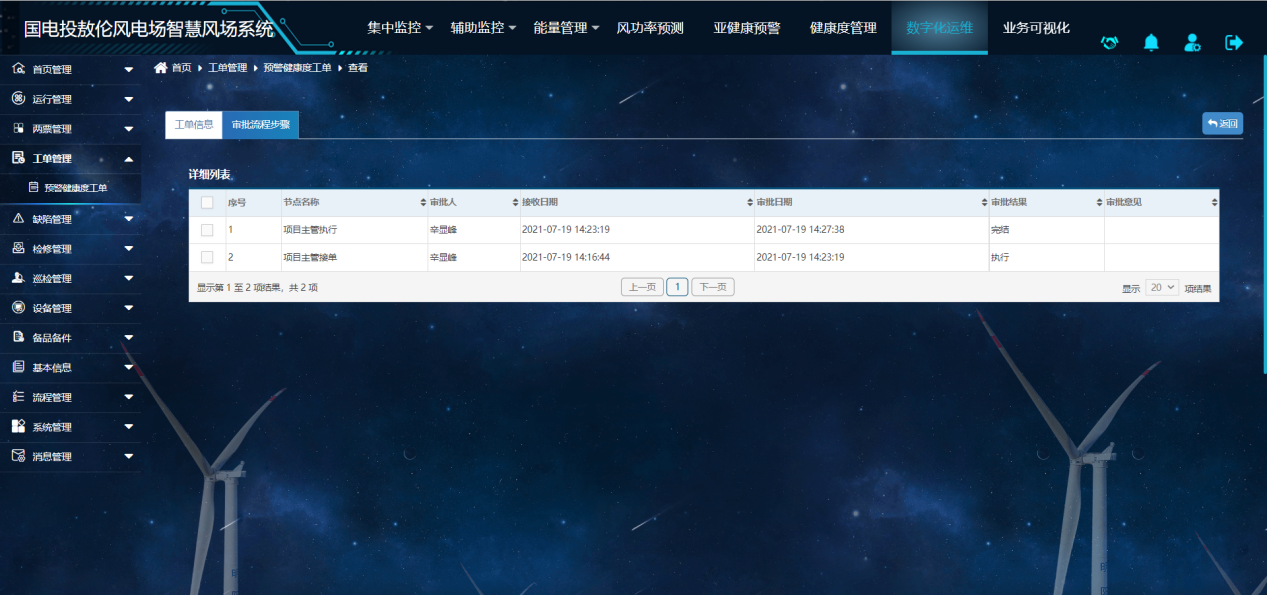 国电投敖伦风电场智慧风场系统 集中监控 辅助监控 能量管理 风功率预测 亚健康预警 健康度管理 数字化运维 业务可视化
首页管理
运行管理
两票管理
工单管理
预警健康度工单
缺陷管理
检修管理
巡检管理
设备管理
备品备件
基本信息
流程管理
系统管理
消息管理
首页 工单管理 预警健康度工单 查看
工单信息 审批流程步骤 返回
详细列表
序号 节点名称 审批人 接收日期 审批日期 审批结果 审批意见
1 项目主管执行 辛显峰 2021-07-19 14:23:19 2021-07-19 14:27:38 完结
2 项目主管接单 辛显峰 2021-07-19 14:16:44 2021-07-19 14:23:19 执行
显示第 1 至 2 项结果，共 2 项 上一页 1 下一页 显示 20 项结果